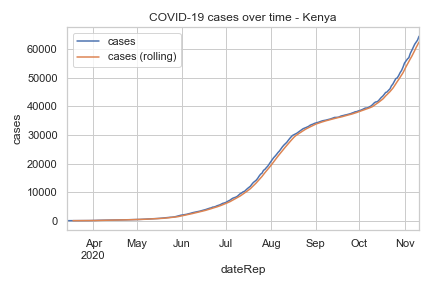 COVID-19 cases over time - Kenya
cases
cases (rolling)
60000
50000
40000
30000
20000
10000
0
cases
Apr
2020
May
Jun
Jul
Aug
Sep
Oct
Nov
dateRep